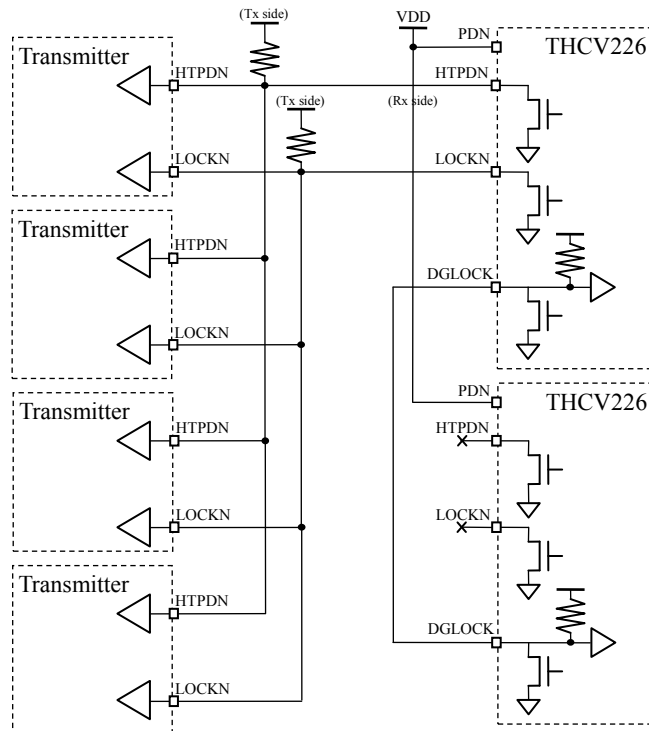 (Tx side)
VDD
PDN
THCV226
Transmitter
HTPDN
HTPDN
(Tx side)
(Rx side)
LOCKN
LOCKN
Transmitter
HTPDN
DGLOCK
LOCKN
PDN
THCV226
Transmitter
HTPDN
HTPDN
LOCKN
LOCKN
Transmitter
HTPDN
DGLOCK
LOCKN